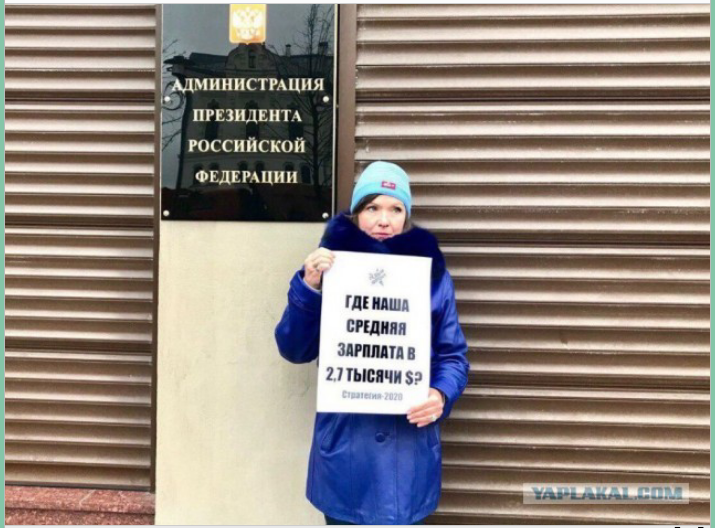 АДМИНИСТРАЦИЯ
ПРЕЗИДЕНТА
РОССИЙСКОЙ
ФЕДЕРАЦИИ
ГДЕ НАША
СРЕДНЯЯ
ЗАРПЛАТА В
2,7 ТЫСЯЧИ $?
Стратегия-2020
YAPLAKAL.COM